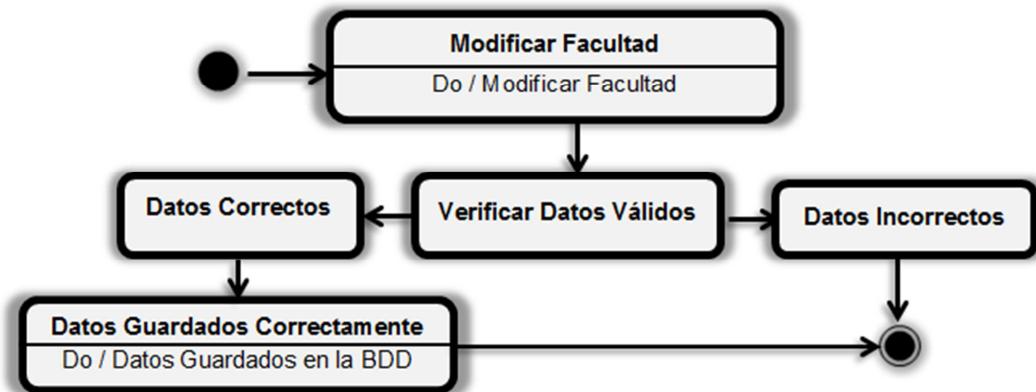 Modificar Facultad
Do / Modificar Facultad
Datos Correctos
Verificar Datos Válidos
Datos Incorrectos
Datos Guardados Correctamente
Do / Datos Guardados en la BDD